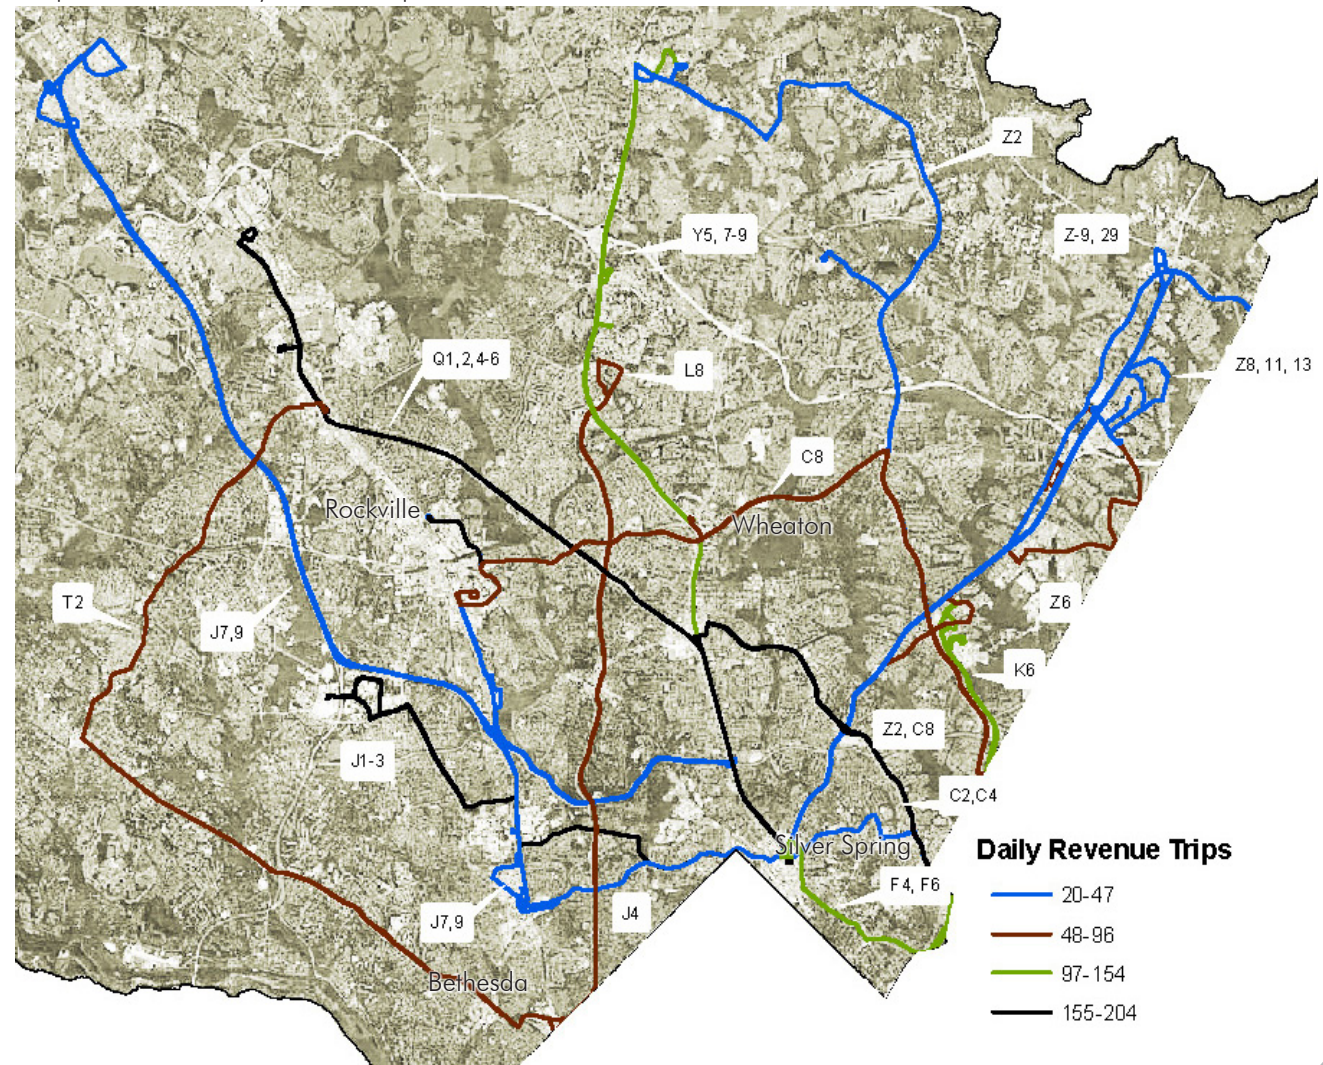 Z2
Y5, 7-9
Z-9, 29
Q1, 2, 4-6
L8
Z8, 11, 13
C8
Rockville
Wheaton
T2
J7,9
Z6
K6
J1-3
Z2, C8
C2,C4
Silver Spring
Daily Revenue Trips
F4, F6
20-47
J7,9
J4
48-96
97-154
Bethesda
155-204